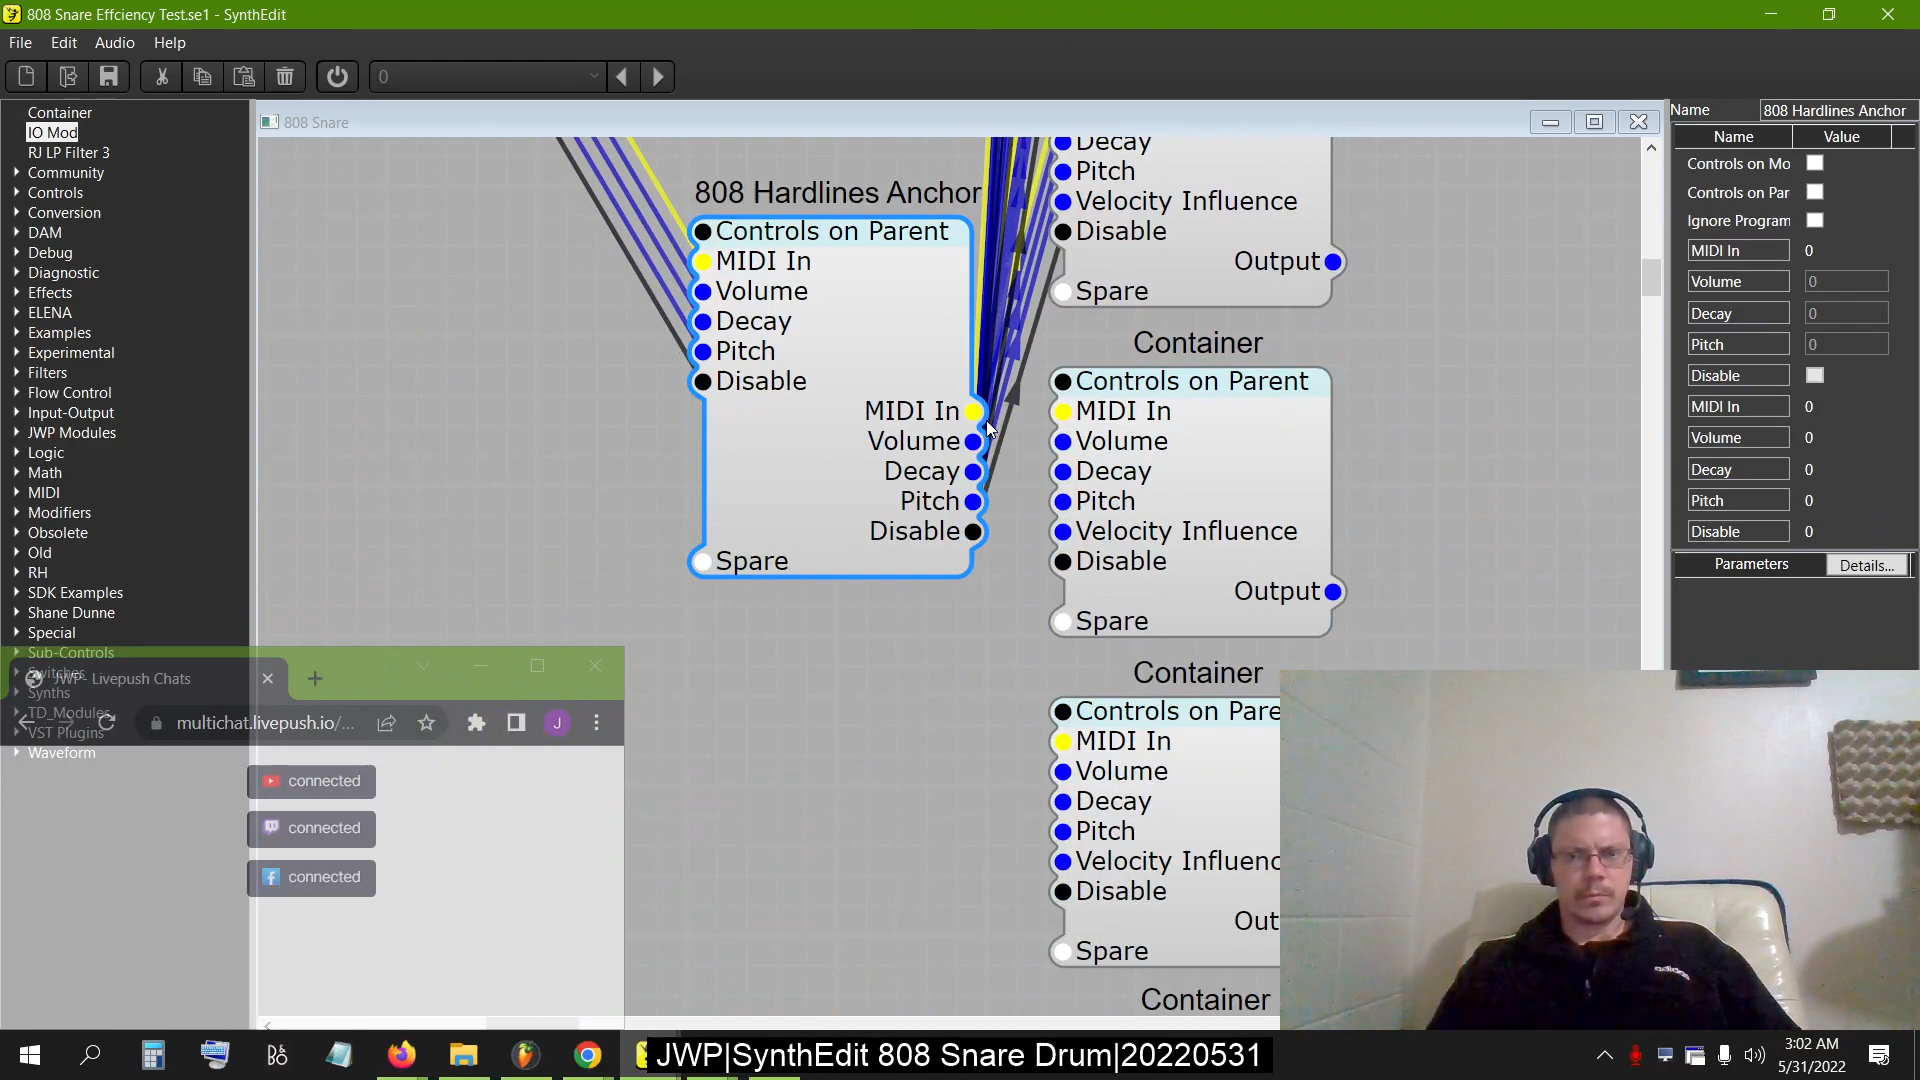 808 Snare Effciency Test.se1 - SynthEdit
File Edit Audio Help
0
Container
IO Mod
RJ LP Filter 3
Community
Controls
Conversion
DAM
Debug
Diagnostic
Effects
ELENA
Examples
Experimental
Filters
Flow Control
Input-Output
JWP Modules
Logic
Math
MIDI
Modifiers
Obsolete
Old
RH
SDK Examples
Shane Dunne
Special
Sub-Controls
Switches
Synths
TD_Modules
VST Plugins
Waveform
808 Snare
808 Hardlines Anchor
Controls on Parent
MIDI In
Volume
Decay
Pitch
Disable
MIDI In
Volume
Decay
Pitch
Disable
Spare
Decay
Pitch
Velocity Influence
Disable
Output
Spare
Container
Controls on Parent
MIDI In
Volume
Decay
Pitch
Velocity Influence
Disable
Output
Spare
Container
Controls on Pare
MIDI In
Volume
Decay
Pitch
Velocity Influenc
Disable
Out
Spare
Container
Name 808 Hardlines Anchor
Name Value
Controls on Mo
Controls on Par
Ignore Program
MIDI In 0
Volume 0
Decay 0
Pitch 0
Disable
MIDI In 0
Volume 0
Decay 0
Pitch 0
Disable 0
Parameters Details...
JWP - Livepush Chats
multichat.livepush.io/...
J
connected
connected
connected
JWP|SynthEdit 808 Snare Drum|20220531
3:02 AM
5/31/2022